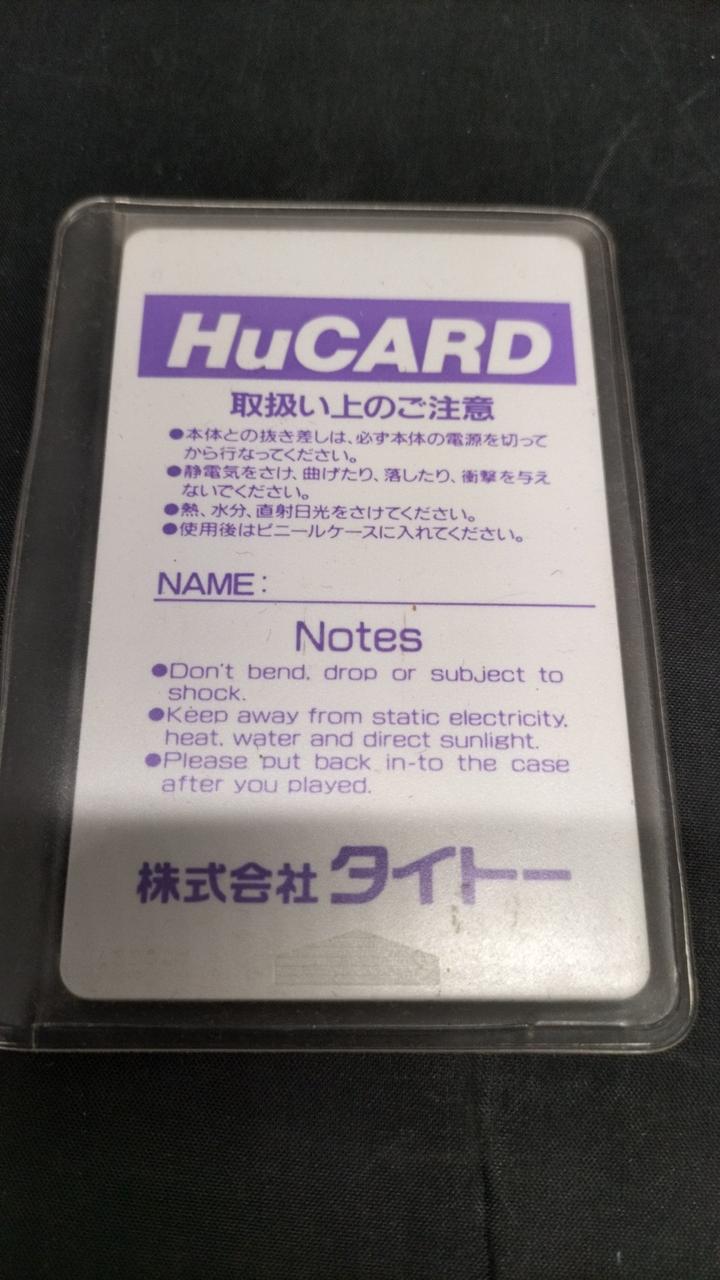 HuCARD
取扱い上のご注意
●本体との抜き差しは、必ず本体の電源を切って
から行なってください。
●静電気をさけ、曲げたり、落したり、衝撃を与え
ないでください。
●熱、水分、直射日光をさけてください。
●使用後はビニールケースに入れてください。
NAME:
Notes
●Don't bend, drop or subject to
shock.
●Keep away from static electricity,
heat, water and direct sunlight.
●Please put back in-to the case
after you played.
株式会社タイトー